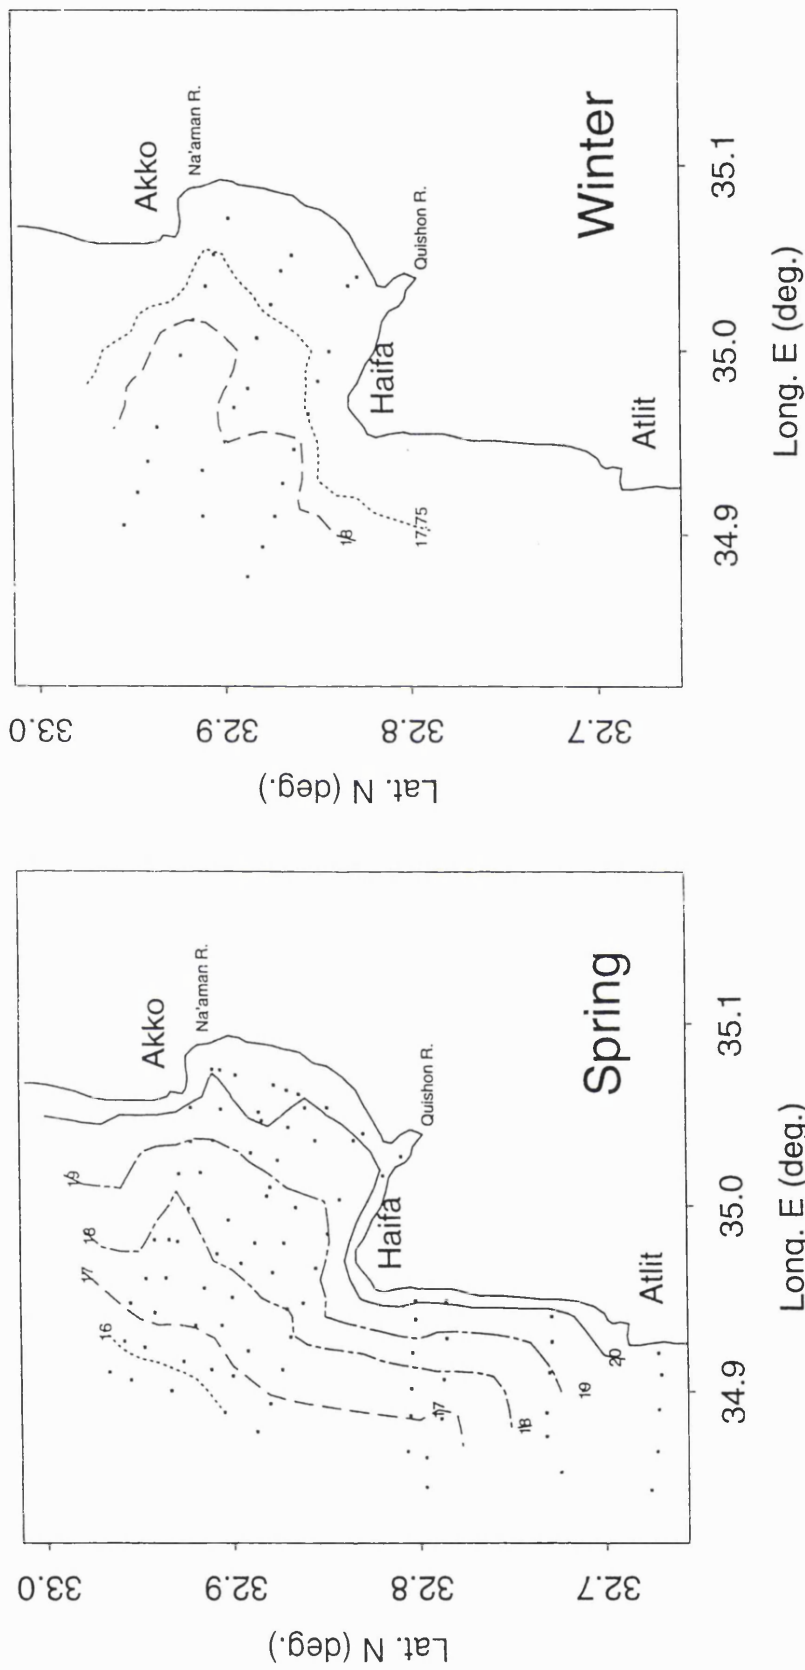 33.0
32.9
32.8
32.7
Lat. N (deg.)
Akko
Na'aman R.
Quishon R.
Haifa
Atlit
Winter
18
17.75
34.9
35.0
35.1
Long. E (deg.)
33.0
32.9
32.8
32.7
Lat. N (deg.)
Akko
Na'aman R.
Quishon R.
Haifa
Atlit
Spring
19
18
17
16
17
18
19
20
34.9
35.0
35.1
Long. E (deg.)